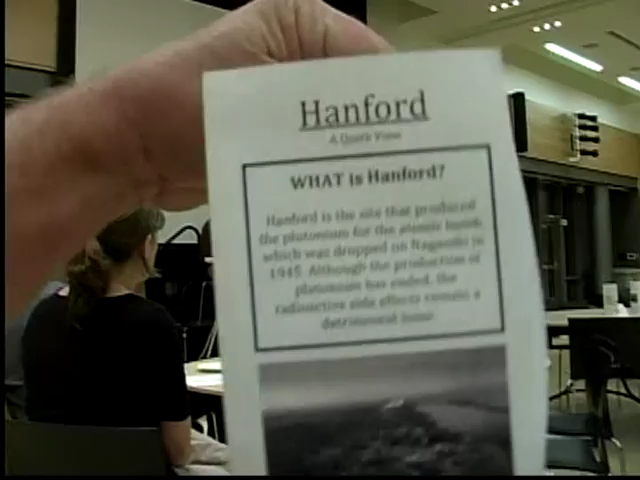 Hanford
A Quick View
WHAT is Hanford?
Hanford is the site that produced
the plutonium for the atomic bomb
which was dropped on Nagasaki in
1945. Although the production of
plutonium has ended, the
radioactive side effects remain a
detrimental issue.